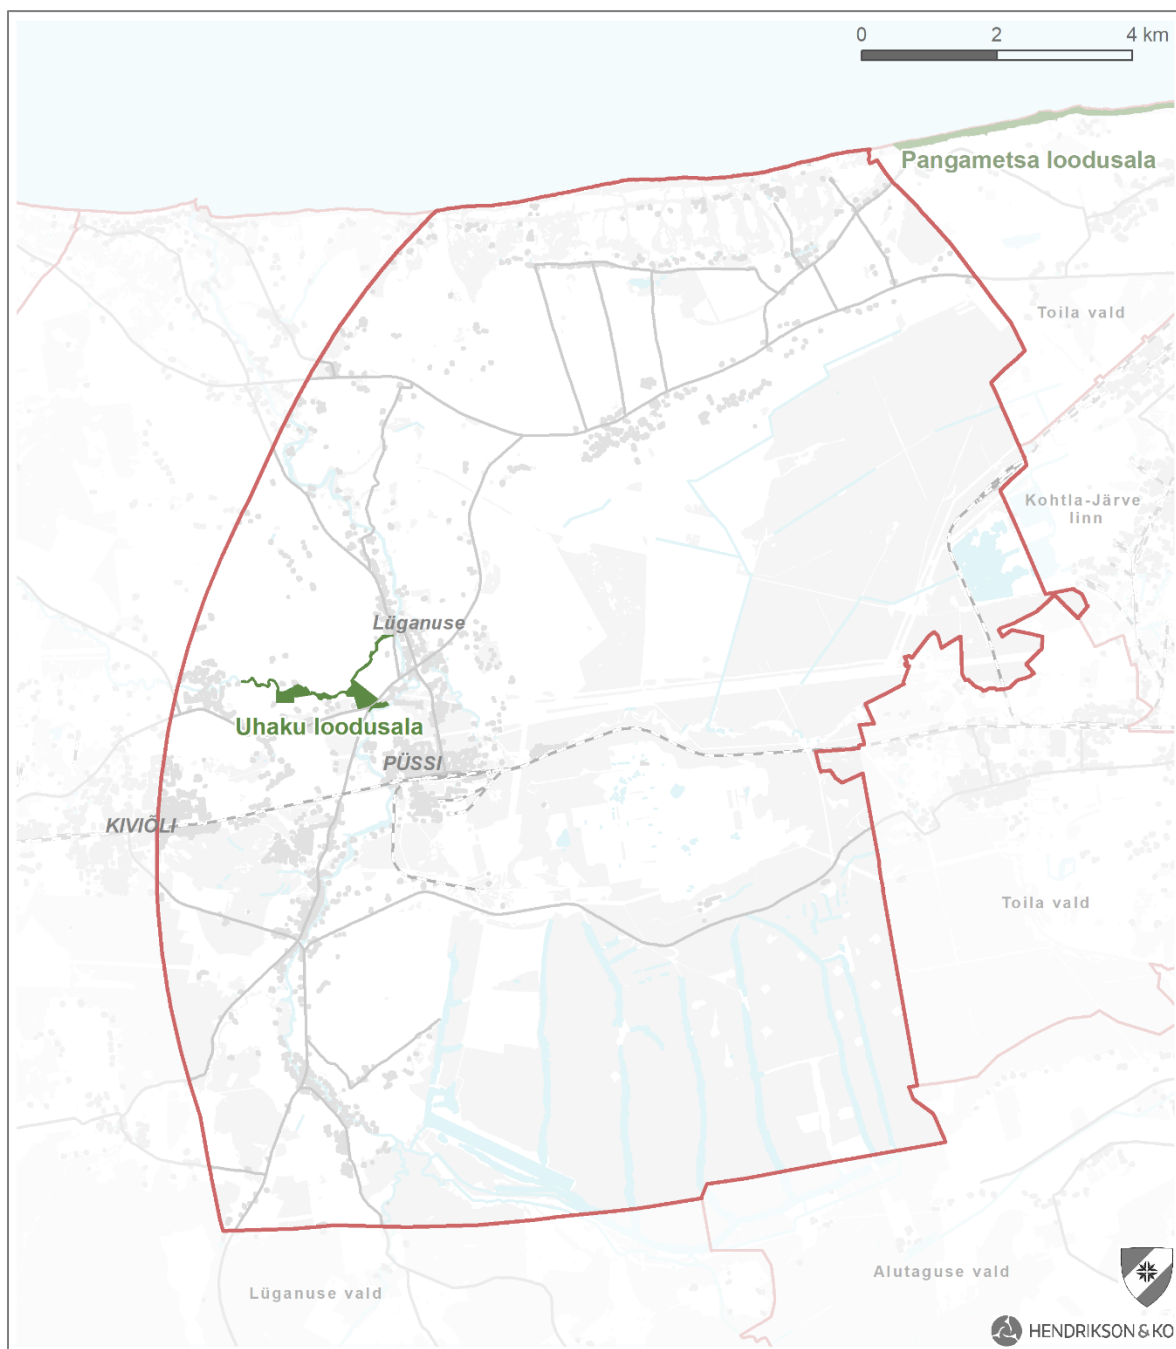 0 2 4 km
Pangametsa loodusala
Toila vald
Kohtla-Järve
linn
Lüganuse
Uhaku loodusala
PÜSSI
KIVIÕLI
Toila vald
Alutaguse vald
Lüganuse vald
HENDRIKSON & KO